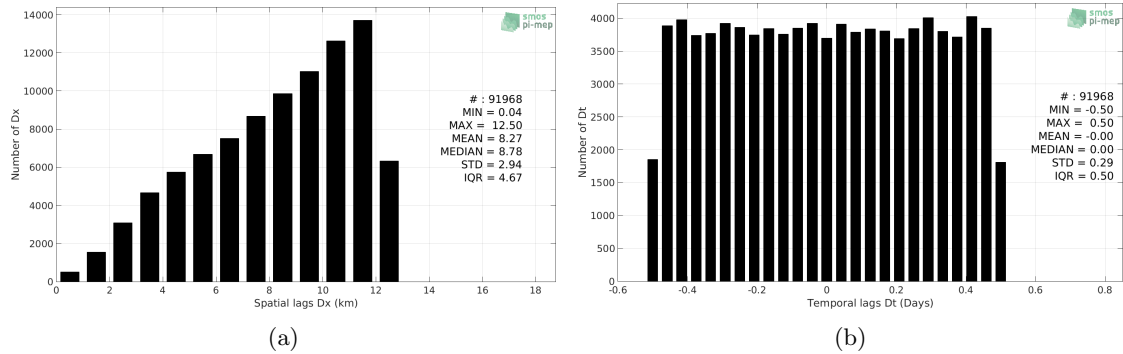 smos
pi-mep
14000
12000
10000
8000
6000
4000
2000
0
Number of Dx
# : 91968
MIN = 0.04
MAX = 12.50
MEAN = 8.27
MEDIAN = 8.78
STD = 2.94
IQR = 4.67
0 2 4 6 8 10 12 14 16 18
Spatial lags Dx (km)
(a)
smos
pi-mep
4000
3500
3000
2500
2000
1500
1000
500
0
Number of Dt
# : 91968
MIN = -0.50
MAX = 0.50
MEAN = -0.00
MEDIAN = 0.00
STD = 0.29
IQR = 0.50
-0.6 -0.4 -0.2 0 0.2 0.4 0.6 0.8
Temporal lags Dt (Days)
(b)